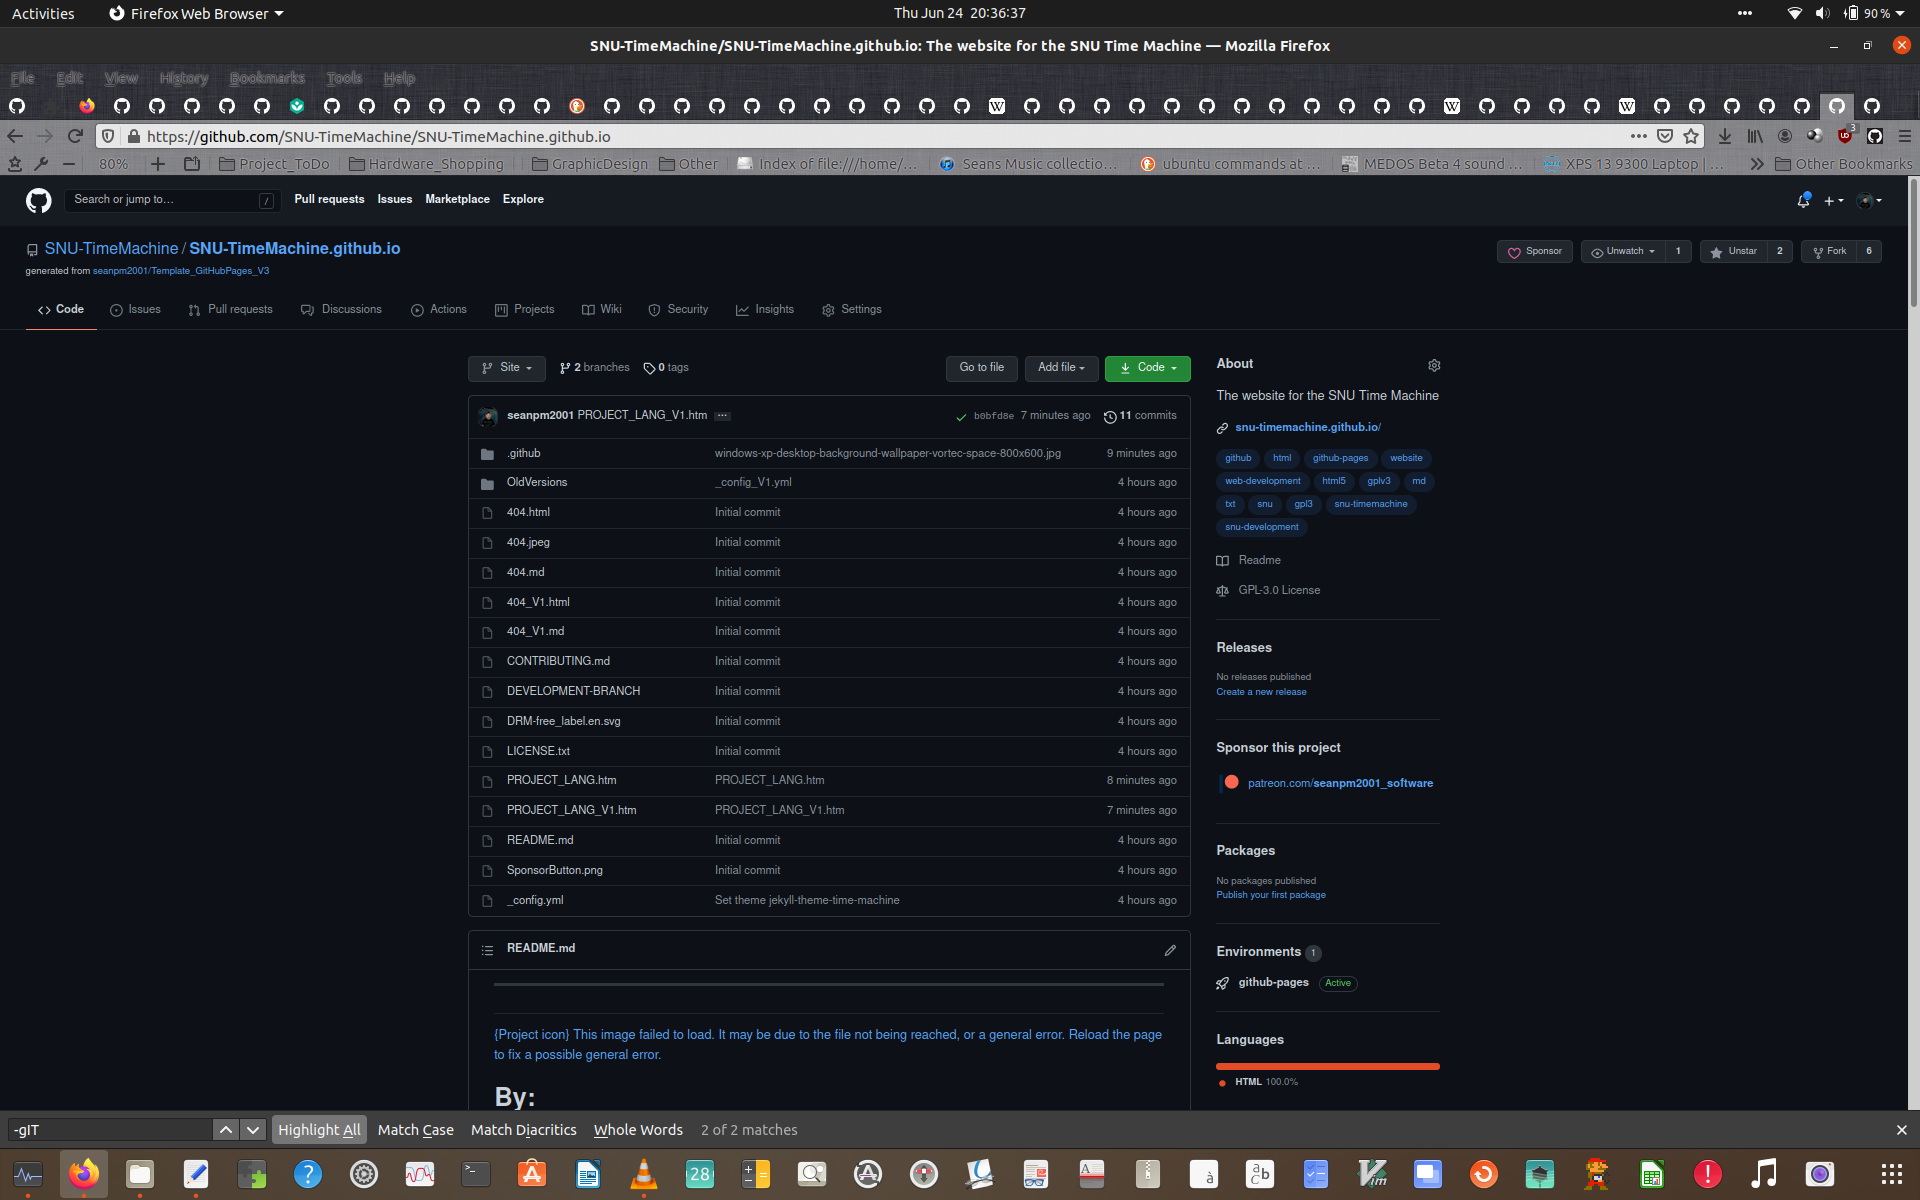 Activities Firefox Web Browser Thu Jun 24 20:36:37 90 %
SNU-TimeMachine/SNU-TimeMachine.github.io: The website for the SNU Time Machine — Mozilla Firefox
File Edit View History Bookmarks Tools Help
https://github.com/SNU-TimeMachine/SNU-TimeMachine.github.io 3
80% Project_ToDo Hardware_Shopping GraphicDesign Other Index of file:///home/... Seans Music collectio... ubuntu commands at ... MEDOS Beta 4 sound ... XPS 13 9300 Laptop | ... Other Bookmarks
Search or jump to... / Pull requests Issues Marketplace Explore
SNU-TimeMachine / SNU-TimeMachine.github.io Sponsor Unwatch 1 Unstar 2 Fork 6
generated from seanpm2001/Template_GitHubPages_V3
Code Issues Pull requests Discussions Actions Projects Wiki Security Insights Settings
Site 2 branches 0 tags Go to file Add file Code
seanpm2001 PROJECT_LANG_V1.htm ... b0bfd8e 7 minutes ago 11 commits
.github windows-xp-desktop-background-wallpaper-vortec-space-800x600.jpg 9 minutes ago
OldVersions _config_V1.yml 4 hours ago
404.html Initial commit 4 hours ago
404.jpeg Initial commit 4 hours ago
404.md Initial commit 4 hours ago
404_V1.html Initial commit 4 hours ago
404_V1.md Initial commit 4 hours ago
CONTRIBUTING.md Initial commit 4 hours ago
DEVELOPMENT-BRANCH Initial commit 4 hours ago
DRM-free_label.en.svg Initial commit 4 hours ago
LICENSE.txt Initial commit 4 hours ago
PROJECT_LANG.htm PROJECT_LANG.htm 8 minutes ago
PROJECT_LANG_V1.htm PROJECT_LANG_V1.htm 7 minutes ago
README.md Initial commit 4 hours ago
SponsorButton.png Initial commit 4 hours ago
_config.yml Set theme jekyll-theme-time-machine 4 hours ago
README.md
{Project icon} This image failed to load. It may be due to the file not being reached, or a general error. Reload the page
to fix a possible general error.
By:
About
The website for the SNU Time Machine
snu-timemachine.github.io/
github html github-pages website
web-development html5 gplv3 md
txt snu gpl3 snu-timemachine
snu-development
Readme
GPL-3.0 License
Releases
No releases published
Create a new release
Sponsor this project
patreon.com/seanpm2001_software
Packages
No packages published
Publish your first package
Environments 1
github-pages Active
Languages
HTML 100.0%
-gIT Highlight All Match Case Match Diacritics Whole Words 2 of 2 matches
28